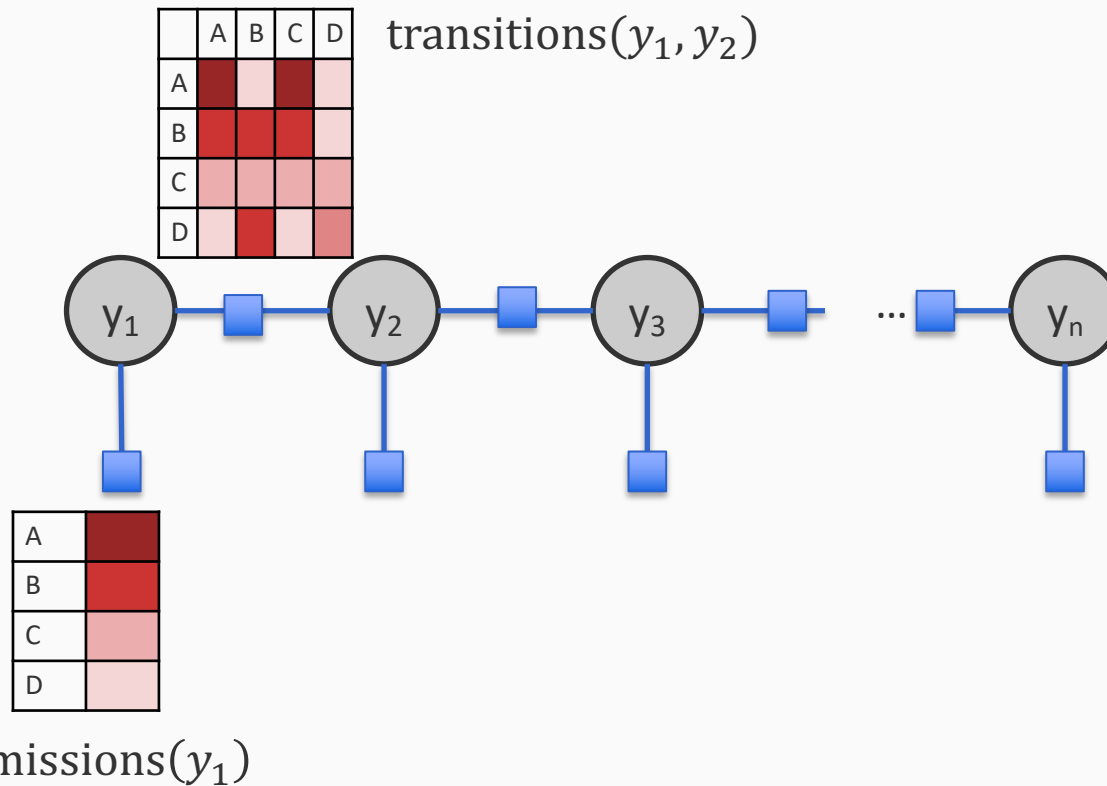 A B C D transitions(y₁, y₂)
A
B
C
D
y₁ y₂ y₃ ... yₙ
A
B
C
D
missions(y₁)